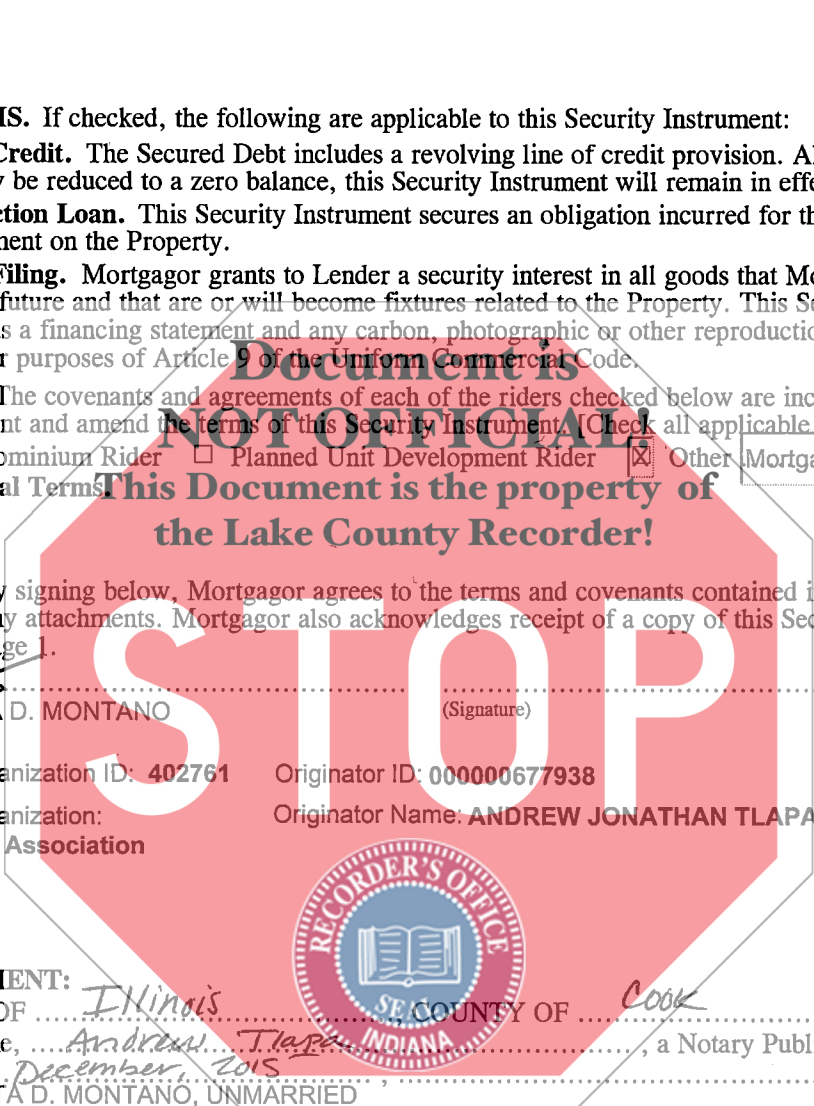 IS. If checked, the following are applicable to this Security Instrument:
Credit. The Secured Debt includes a revolving line of credit provision. Al
y be reduced to a zero balance, this Security Instrument will remain in effe
ction Loan. This Security Instrument secures an obligation incurred for th
nent on the Property.
Filing. Mortgagor grants to Lender a security interest in all goods that Mo
future and that are or will become fixtures related to the Property. This Se
s a financing statement and any carbon, photographic or other reproductio
r purposes of Article 9 of the Uniform Commercial Code.
Document is
The covenants and agreements of each of the riders checked below are inc
nt and amend the terms of this Security Instrument. [Check all applicable
NOT OFFICIAL!
ominium Rider ☐ Planned Unit Development Rider ☒ Other Mortga
al Terms.
This Document is the property of
the Lake County Recorder!
y signing below, Mortgagor agrees to the terms and covenants contained i
y attachments. Mortgagor also acknowledges receipt of a copy of this Sec
ge 1.
STOP
D. MONTANO (Signature)
anization ID: 402761 Originator ID: 000000677938
anization: Originator Name: ANDREW JONATHAN TLAPA
Association
RECORDER'S OFFICE
SEAL
INDIANA
ENT:
OF Illinois, COUNTY OF Cook
e, Andrew Tlapa, a Notary Publ
December, 2015,
A D. MONTANO, UNMARRIED